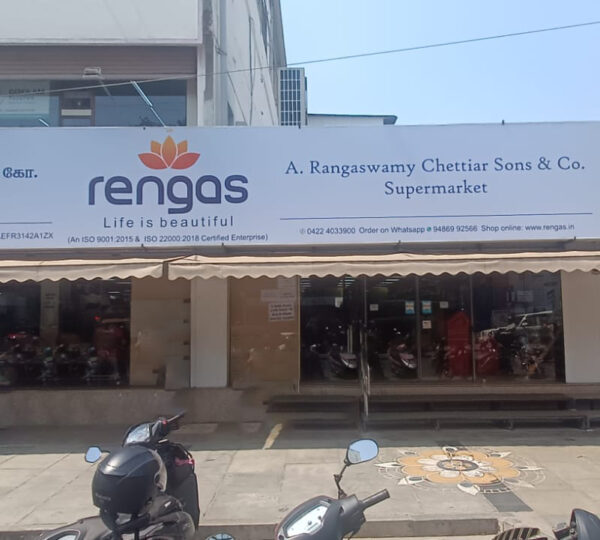 கோ.
EFR3142A1ZX
rengas
Life is beautiful
(An ISO 9001:2015 & ISO 22000:2018 Certified Enterprise)
A. Rangaswamy Chettiar Sons & Co.
Supermarket
0422 4033900 Order on Whatsapp 94869 92566 Shop online: www.rengas.in